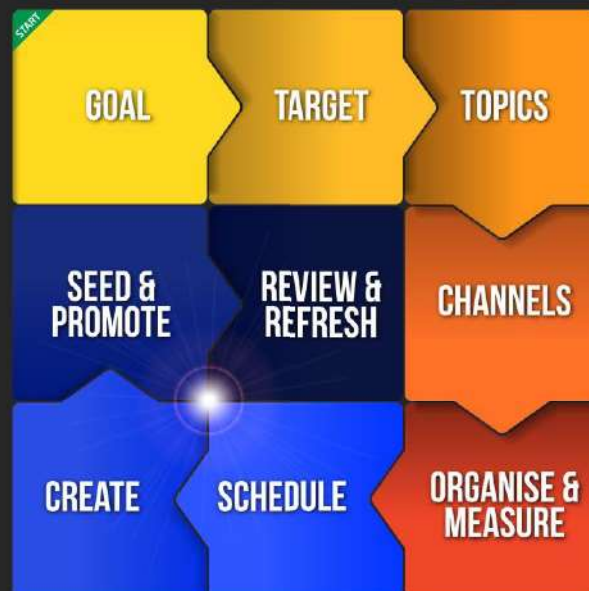 START
GOAL
TARGET
TOPICS
SEED &
PROMOTE
REVIEW &
REFRESH
CHANNELS
CREATE
SCHEDULE
ORGANISE &
MEASURE